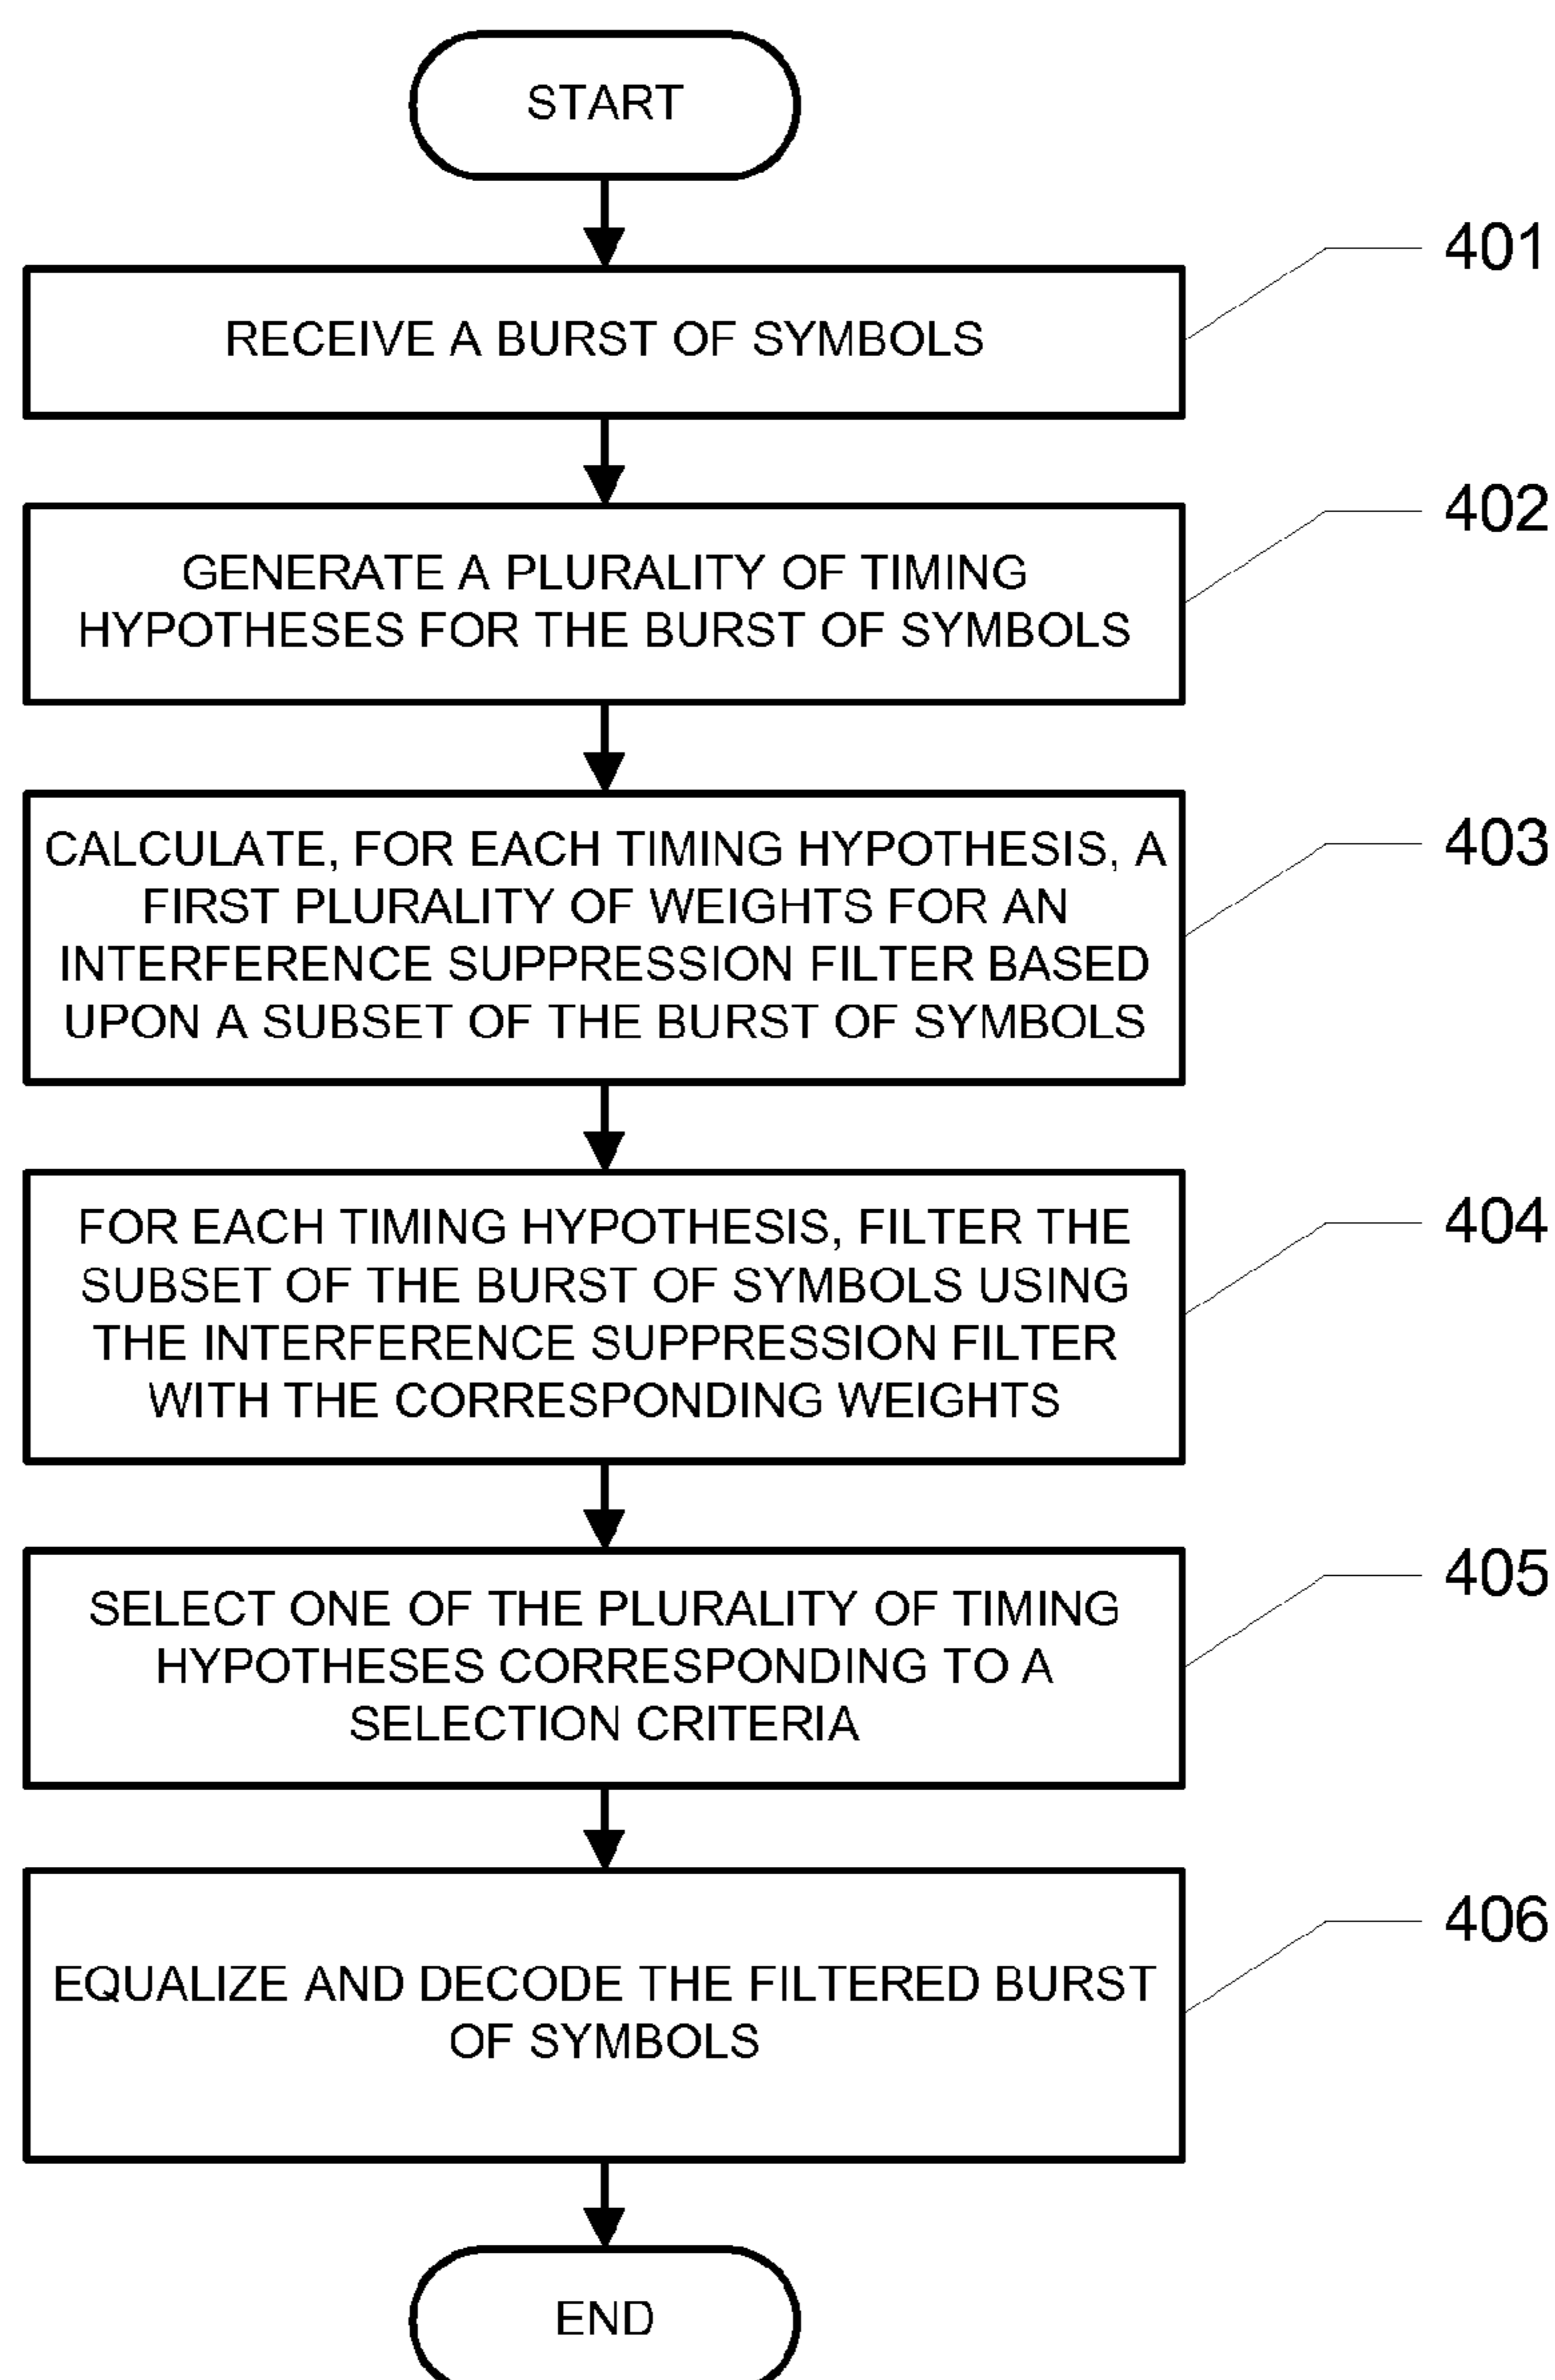 START
401
RECEIVE A BURST OF SYMBOLS
402
GENERATE A PLURALITY OF TIMING
HYPOTHESES FOR THE BURST OF SYMBOLS
403
CALCULATE, FOR EACH TIMING HYPOTHESIS, A
FIRST PLURALITY OF WEIGHTS FOR AN
INTERFERENCE SUPPRESSION FILTER BASED
UPON A SUBSET OF THE BURST OF SYMBOLS
404
FOR EACH TIMING HYPOTHESIS, FILTER THE
SUBSET OF THE BURST OF SYMBOLS USING
THE INTERFERENCE SUPPRESSION FILTER
WITH THE CORRESPONDING WEIGHTS
405
SELECT ONE OF THE PLURALITY OF TIMING
HYPOTHESES CORRESPONDING TO A
SELECTION CRITERIA
406
EQUALIZE AND DECODE THE FILTERED BURST
OF SYMBOLS
END